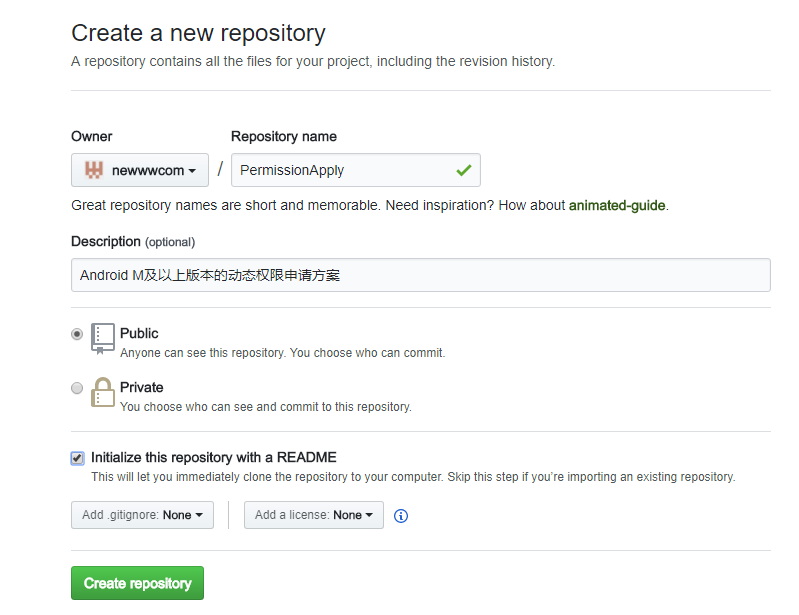 Create a new repository
A repository contains all the files for your project, including the revision history.
Owner
Repository name
newwwcom / PermissionApply
Great repository names are short and memorable. Need inspiration? How about animated-guide.
Description (optional)
Android M及以上版本的动态权限申请方案
Public
Anyone can see this repository. You choose who can commit.
Private
You choose who can see and commit to this repository.
Initialize this repository with a README
This will let you immediately clone the repository to your computer. Skip this step if you’re importing an existing repository.
Add .gitignore: None
Add a license: None
Create repository